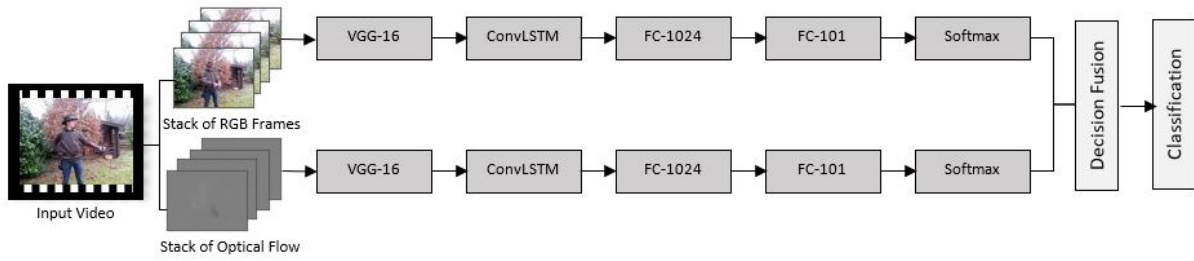 VGG-16
ConvLSTM
FC-1024
FC-101
Softmax
Stack of RGB Frames
Input Video
VGG-16
ConvLSTM
FC-1024
FC-101
Softmax
Stack of Optical Flow
Decision Fusion
Classification